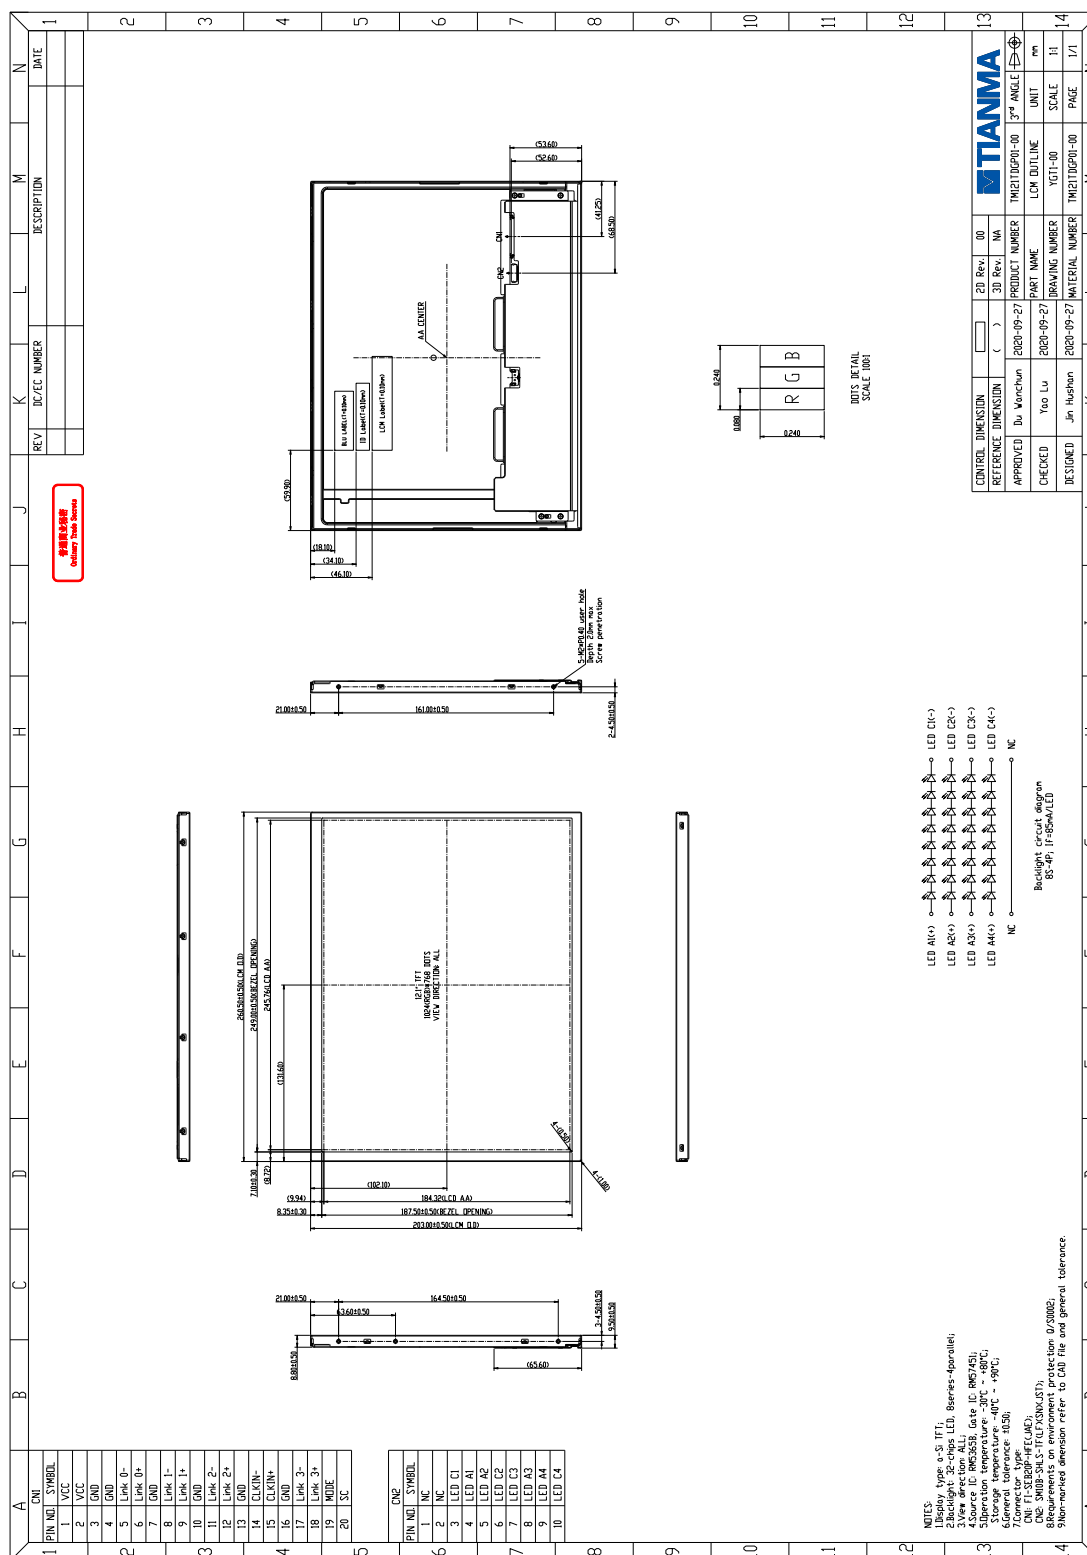 REV
DC/EC NUMBER
DESCRIPTION
DATE
普通商业秘密
Ordinary Trade Secrets
CN1
PIN NO. SYMBOL
1 VCC
2 VCC
3 GND
4 GND
5 Link 0-
6 Link 0+
7 GND
8 Link 1-
9 Link 1+
10 GND
11 Link 2-
12 Link 2+
13 GND
14 CLKIN-
15 CLKIN+
16 GND
17 Link 3-
18 Link 3+
19 MODE
20 SC
CN2
PIN NO. SYMBOL
1 NC
2 NC
3 LED C1
4 LED A1
5 LED A2
6 LED C2
7 LED C3
8 LED A3
9 LED A4
10 LED C4
21.00±0.50
63.60±0.50
164.50±0.50
8.80±0.50
(65.60)
3-4.50±0.50
9.50±0.50
260.50±0.50(LCM O.D)
249.00±0.50(BEZEL OPENING)
245.76(LCD AA)
(131.60)
7.10±0.30
(8.72)
(102.10)
(9.94)
184.32(LCD A.A)
8.35±0.30
187.50±0.50(BEZEL OPENING)
203.00±0.50(LCM O.D)
4-(0.50)
4-(1.00)
12.1" TFT
1024(RGB)×768 DOTS
VIEW DIRECTION: ALL
21.00±0.50
161.00±0.50
2-4.50±0.50
5-M2×P0.40 user hole
Depth 2.0mm max
Screw penetration
(59.90)
(18.10)
(34.10)
(46.10)
BLU LABEL(T=0.10mm)
ID Label(T=0.10mm)
LCM Label(T=0.10mm)
AA CENTER
CN2
CN1
(53.60)
(52.60)
(41.25)
(68.50)
0.240
0.080
R G B
0.240
DOTS DETAIL
SCALE 100:1
LED A1(+) LED C1(-)
LED A2(+) LED C2(-)
LED A3(+) LED C3(-)
LED A4(+) LED C4(-)
NC NC
Backlight circuit diagram
8S-4P; IF=85mA/LED
NOTES:
1.Display type: a-Si TFT;
2.Backlight: 32-chips LED, 8series-4parallel;
3.View direction: ALL;
4.Source IC: RM5365B, Gate IC: RM57451;
5.Operation temperature: -30°C ~ +80°C;
Storage temperature: -40°C ~ +90°C;
6.General tolerance: ±0.50;
7.Connector type:
CN1: FI-SEB20P-HFE(JAE);
CN2: SM10B-SHLS-TF(LF)(SN)(JST);
8.Requirements on environment protection: Q/S0002;
9.Non-marked dimension refer to CAD file and general tolerance.
CONTROL DIMENSION
REFERENCE DIMENSION ( )
2D Rev. 00
3D Rev. NA
TIANMA
APPROVED Du Wanchun 2020-09-27
PRODUCT NUMBER TM121TDGP01-00
3rd ANGLE
CHECKED Yao Lu 2020-09-27
PART NAME LCM OUTLINE
UNIT mm
DRAWING NUMBER YGT1-00
SCALE 1:1
DESIGNED Jin Hushan 2020-09-27
MATERIAL NUMBER TM121TDGP01-00
PAGE 1/1